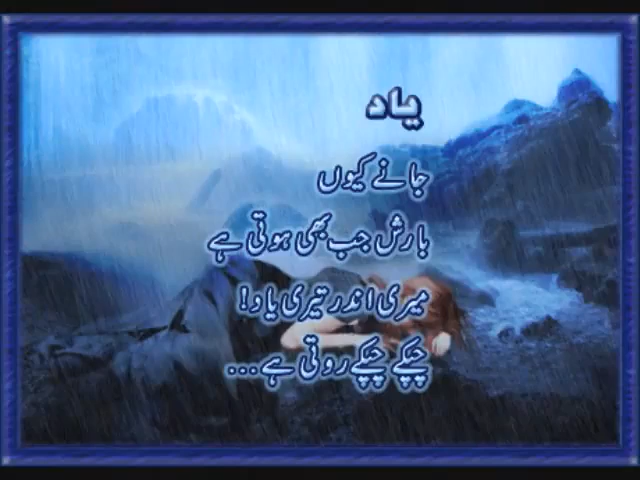 یاد
جانے کیوں
بارش جب بھی ہوتی ہے
میری اندر تیری یاد!
چپکے چپکے روتی ہے...